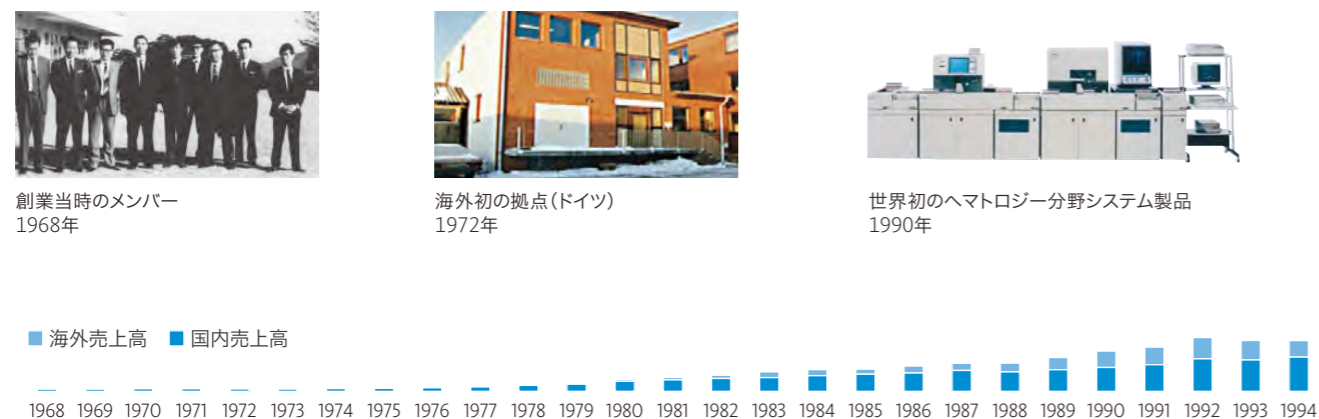 創業当時のメンバー
1968年
海外初の拠点（ドイツ）
1972年
世界初のヘマトロジー分野システム製品
1990年
海外売上高 国内売上高
1968 1969 1970 1971 1972 1973 1974 1975 1976 1977 1978 1979 1980 1981 1982 1983 1984 1985 1986 1987 1988 1989 1990 1991 1992 1993 1994